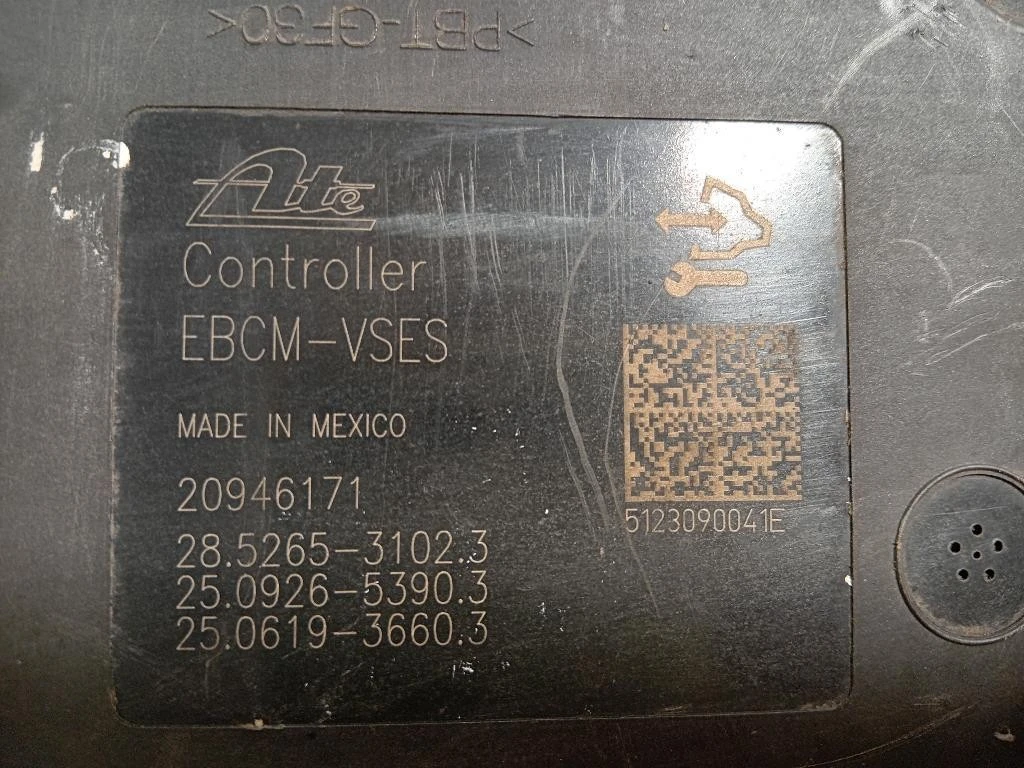 >PBT-GF30<
Ate
Controller
EBCM-VSES
MADE IN MEXICO
20946171
28.5265-3102.3
25.0926-5390.3
25.0619-3660.3
5123090041E